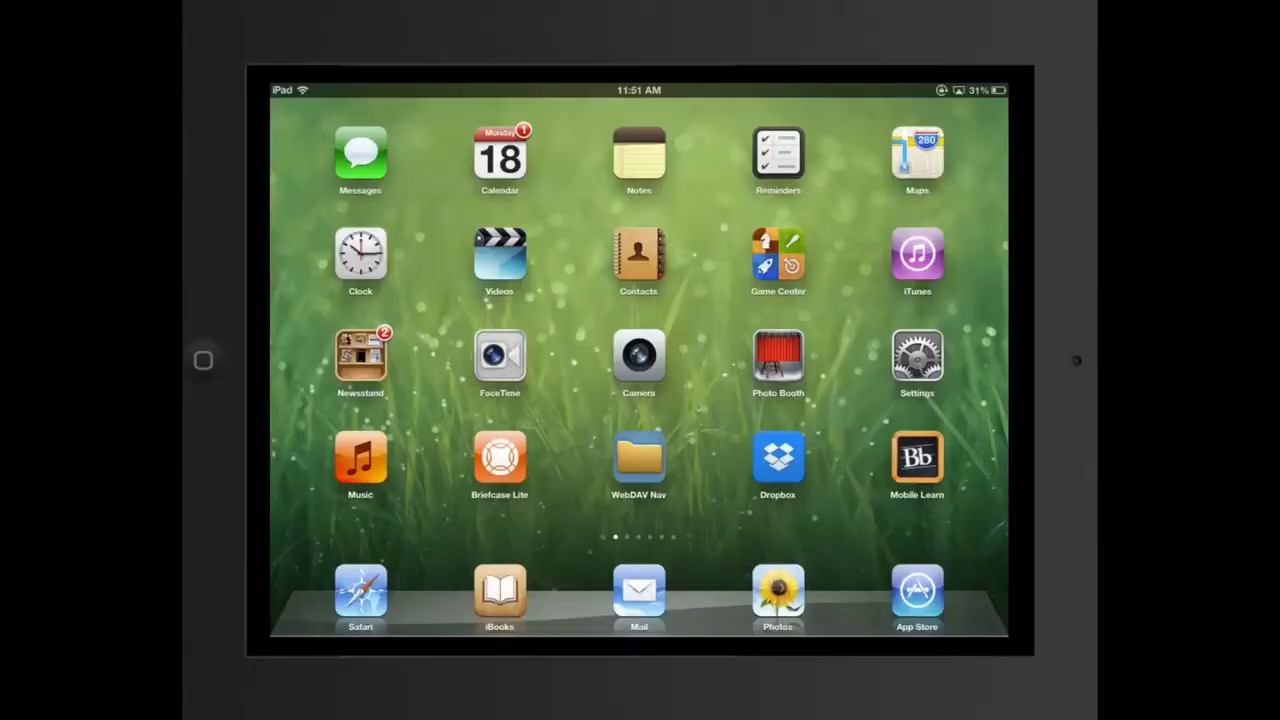 iPad 11:51 AM 31%
Monday 1
18
280
Messages Calendar Notes Reminders Maps
Clock Videos Contacts Game Center iTunes
2
Newsstand FaceTime Camera Photo Booth Settings
Bb
Music Briefcase Lite WebDAV Nav Dropbox Mobile Learn
Safari iBooks Mail Photos App Store